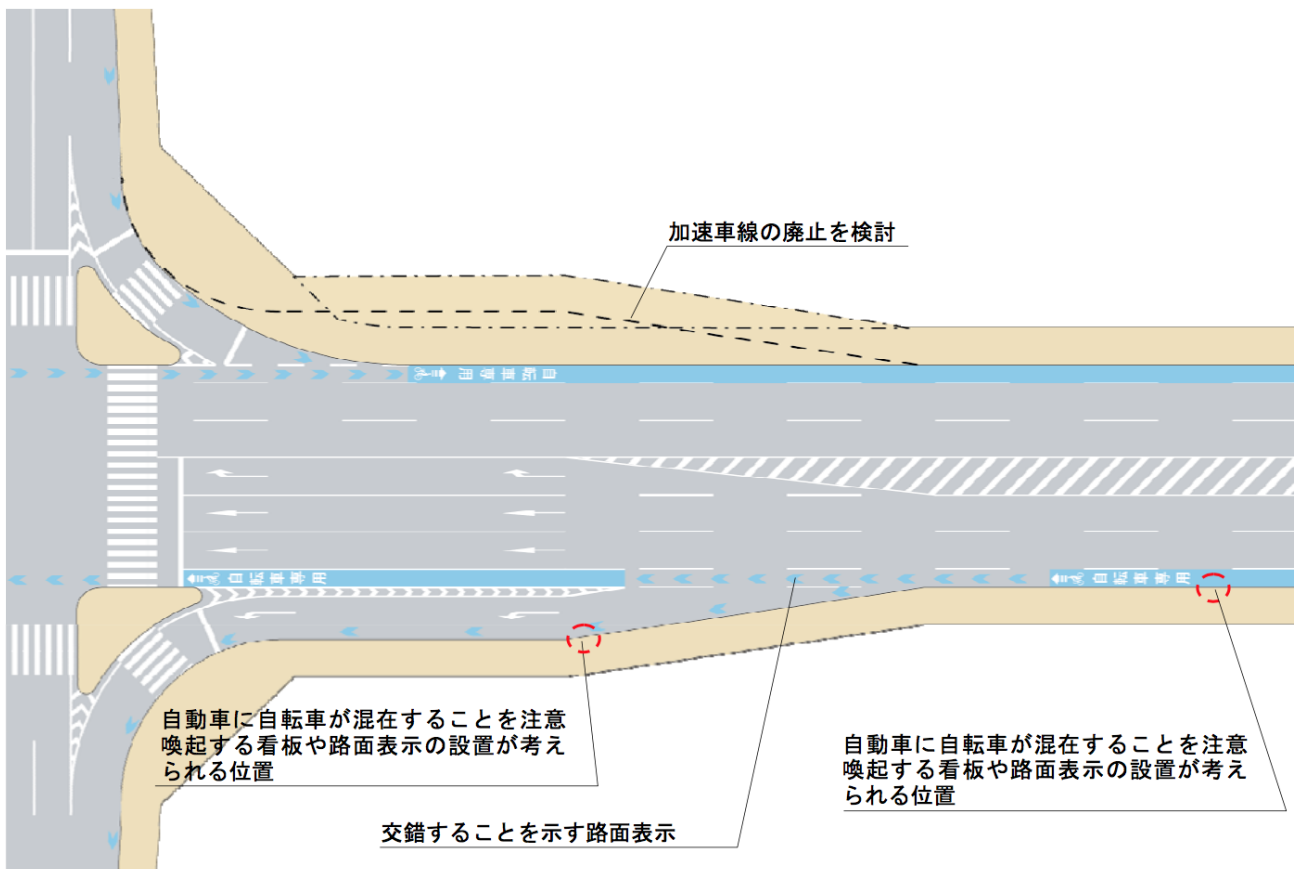 加速車線の廃止を検討
自転車専用
自転車専用
自転車専用
自動車に自転車が混在することを注意
喚起する看板や路面表示の設置が考え
られる位置
自動車に自転車が混在することを注意
喚起する看板や路面表示の設置が考え
られる位置
交錯することを示す路面表示